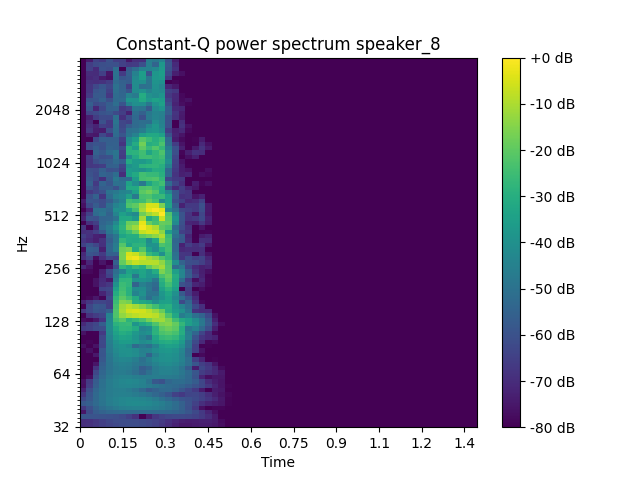 Constant-Q power spectrum speaker_8
+0 dB
-10 dB
-20 dB
-30 dB
-40 dB
-50 dB
-60 dB
-70 dB
-80 dB
Hz
2048
1024
512
256
128
64
32
0 0.15 0.3 0.45 0.6 0.75 0.9 1.1 1.2 1.4
Time